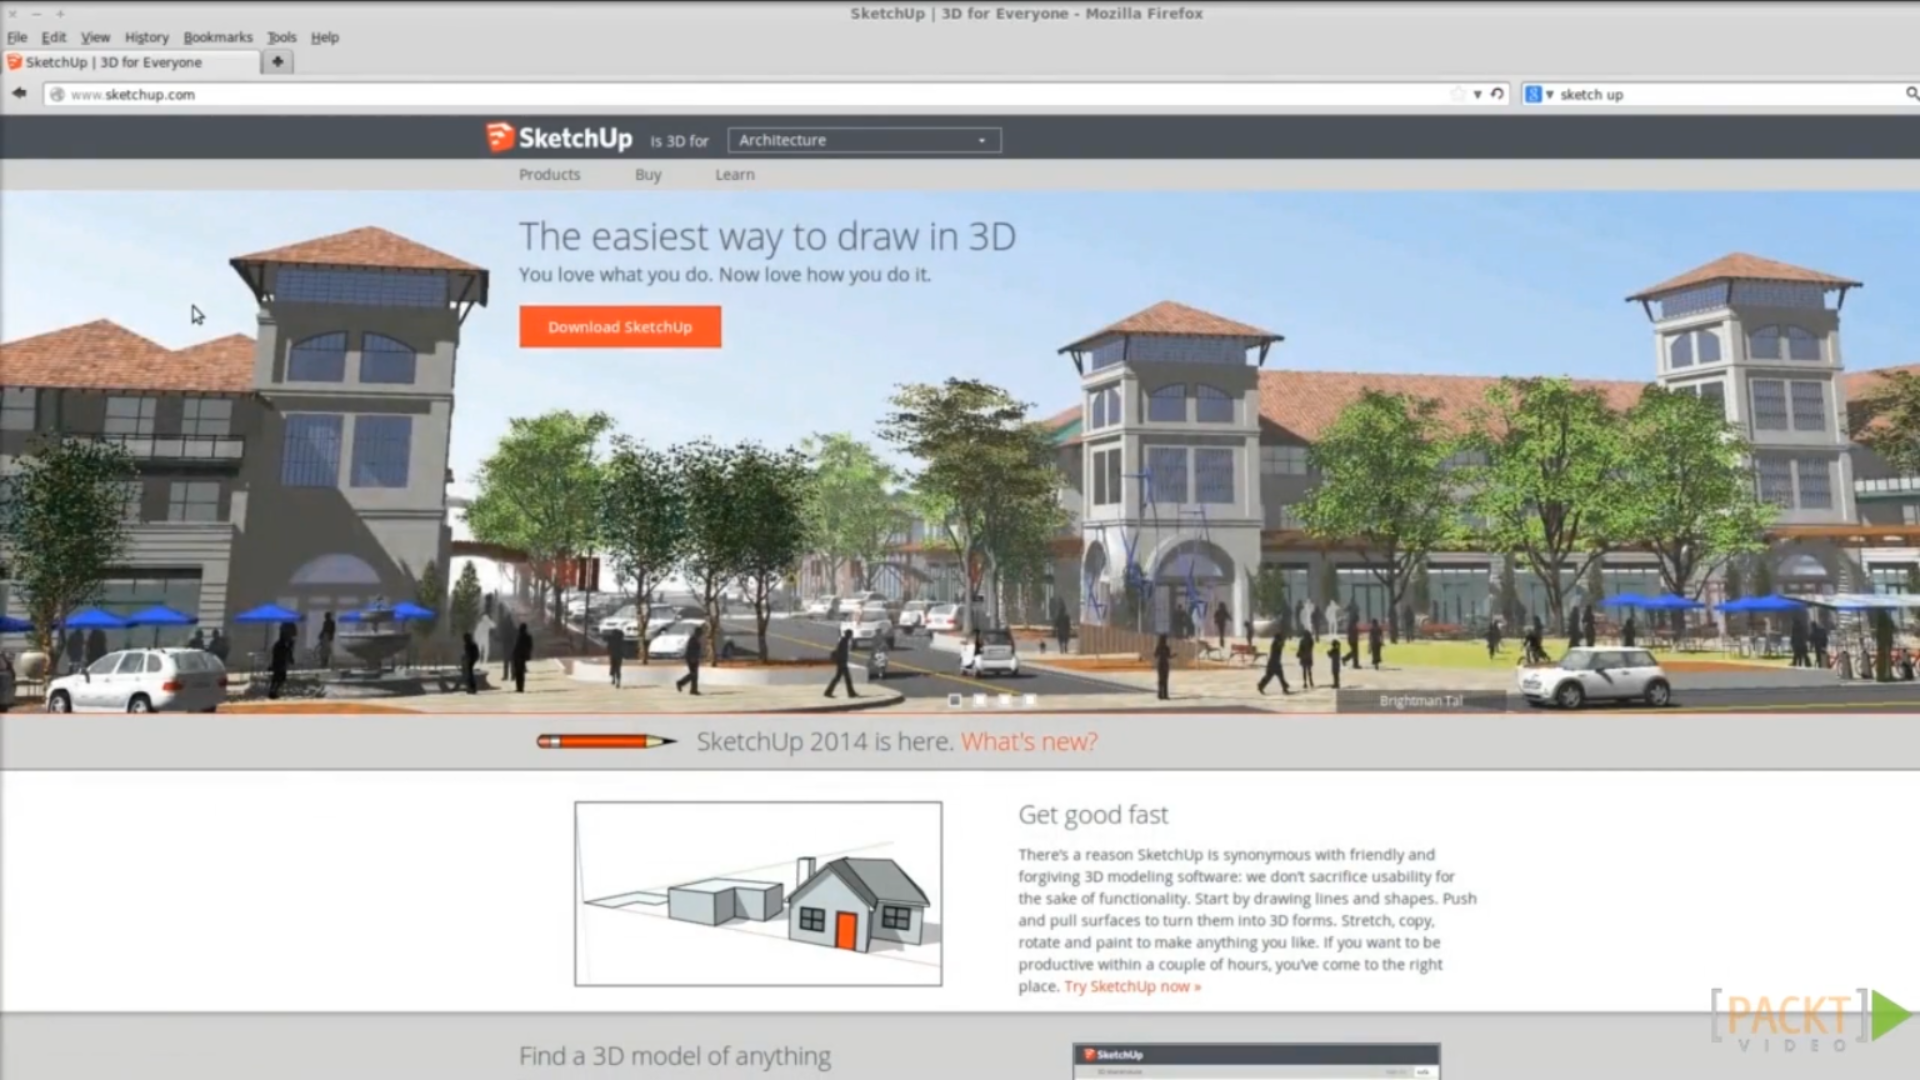 SketchUp | 3D for Everyone - Mozilla Firefox
File Edit View History Bookmarks Tools Help
SketchUp | 3D for Everyone
www.sketchup.com
sketch up
SketchUp is 3D for Architecture
Products Buy Learn
The easiest way to draw in 3D
You love what you do. Now love how you do it.
Download SketchUp
Brightman Tal
SketchUp 2014 is here. What's new?
Get good fast
There's a reason SketchUp is synonymous with friendly and
forgiving 3D modeling software: we don't sacrifice usability for
the sake of functionality. Start by drawing lines and shapes. Push
and pull surfaces to turn them into 3D forms. Stretch, copy,
rotate and paint to make anything you like. If you want to be
productive within a couple of hours, you've come to the right
place. Try SketchUp now »
[PACKT]
VIDEO
Find a 3D model of anything
SketchUp